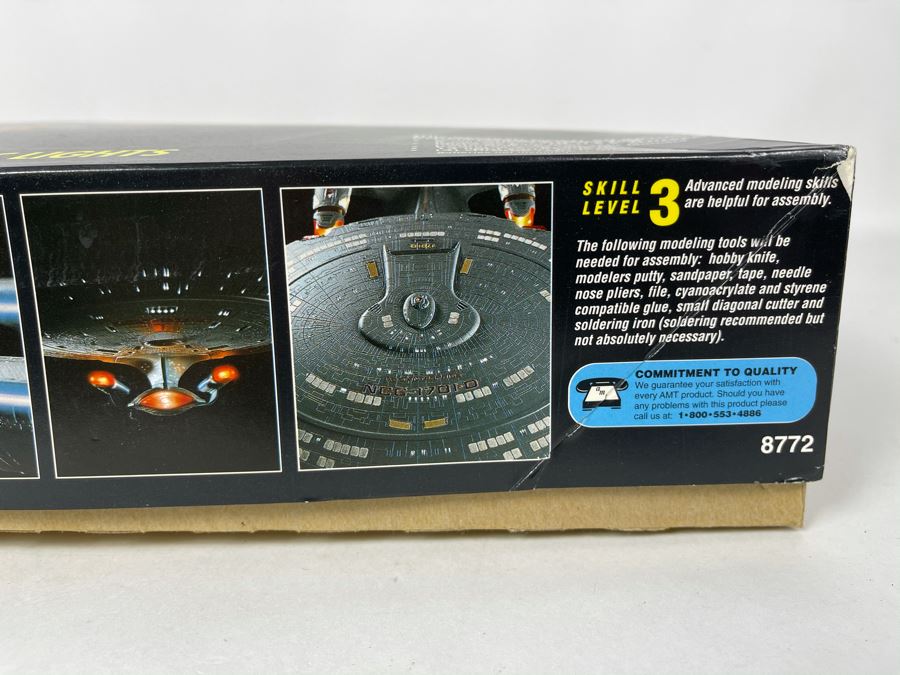 LIGHTS
SKILL
LEVEL 3
Advanced modeling skills
are helpful for assembly.
The following modeling tools will be
needed for assembly: hobby knife,
modelers putty, sandpaper, tape, needle
nose pliers, file, cyanoacrylate and styrene
compatible glue, small diagonal cutter and
soldering iron (soldering recommended but
not absolutely necessary).
COMMITMENT TO QUALITY
We guarantee your satisfaction with
every AMT product. Should you have
any problems with this product please
call us at: 1•800•553•4886
8772
NCC-1701-D